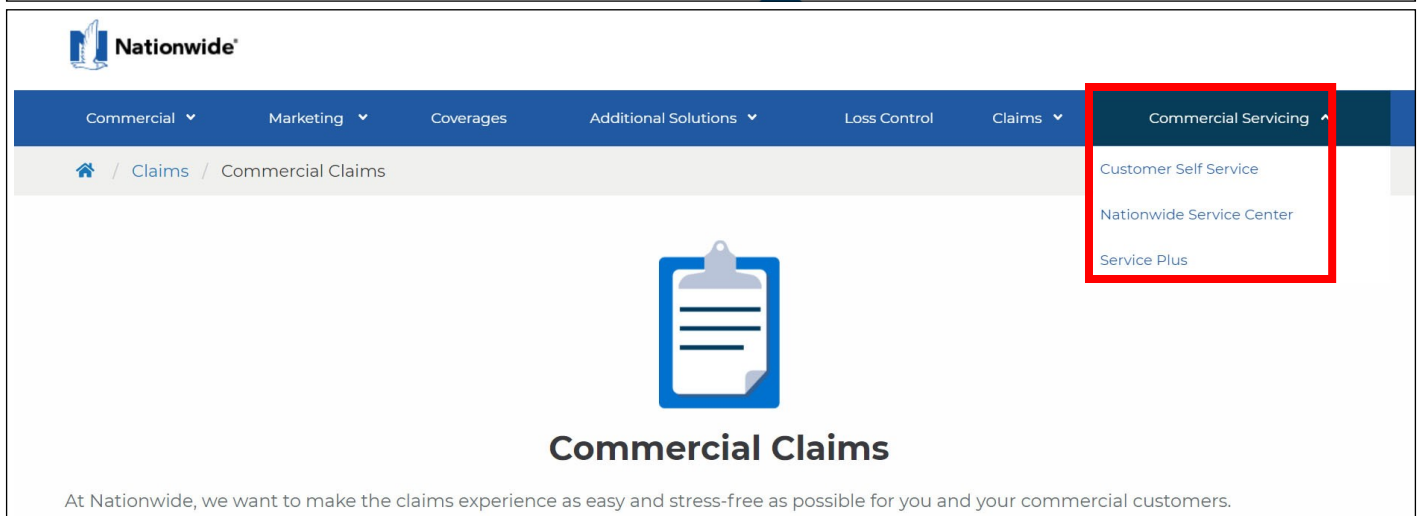 Nationwide®
Commercial Marketing Coverages Additional Solutions Loss Control Claims Commercial Servicing
/ Claims / Commercial Claims
Customer Self Service
Nationwide Service Center
Service Plus
Commercial Claims
At Nationwide, we want to make the claims experience as easy and stress-free as possible for you and your commercial customers.